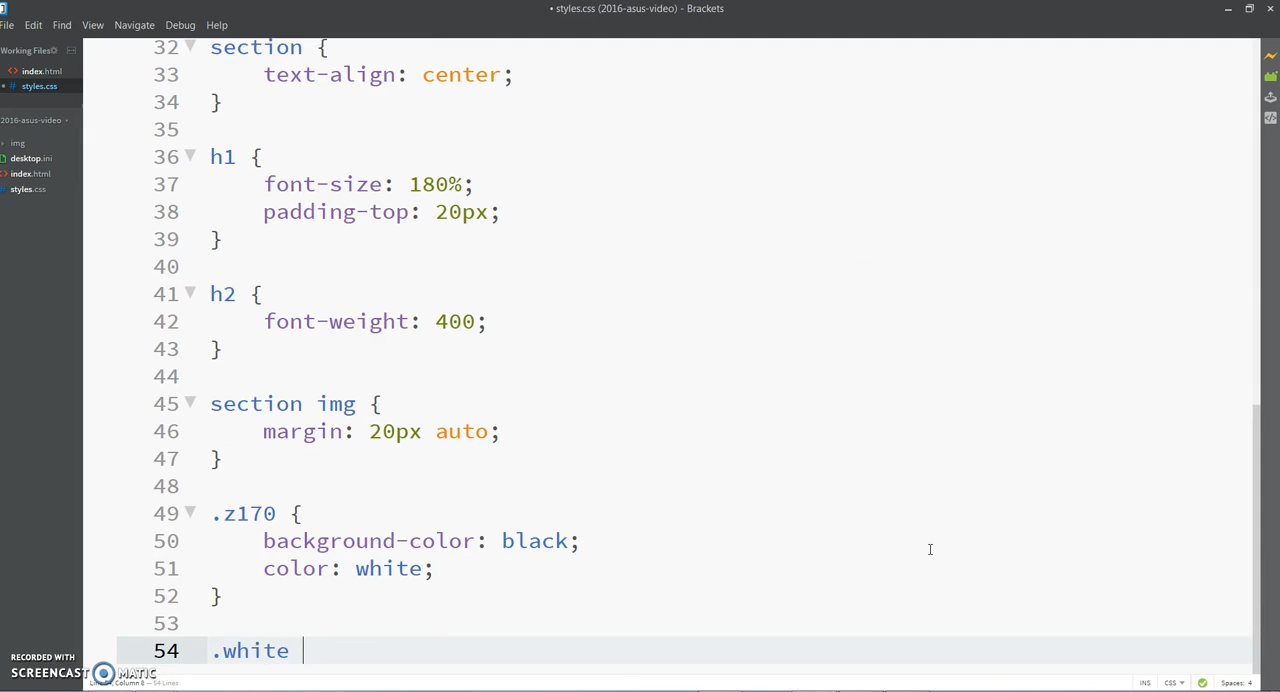 • styles.css (2016-asus-video) - Brackets
File Edit Find View Navigate Debug Help
Working Files
index.html
styles.css
2016-asus-video
img
desktop.ini
index.html
styles.css
32 section {
33 text-align: center;
34 }
35
36 h1 {
37 font-size: 180%;
38 padding-top: 20px;
39 }
40
41 h2 {
42 font-weight: 400;
43 }
44
45 section img {
46 margin: 20px auto;
47 }
48
49 .z170 {
50 background-color: black;
51 color: white;
52 }
53
54 .white
RECORDED WITH
SCREENCAST MATIC
Column 8 — 54 Lines
INS CSS Spaces: 4